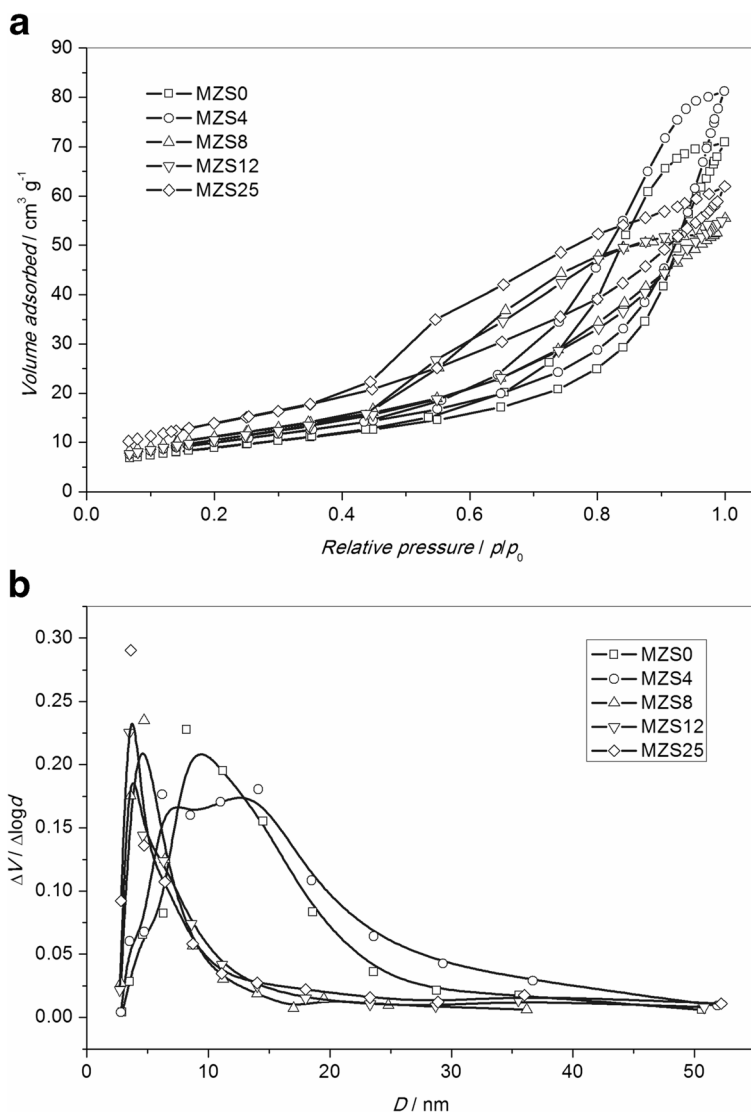 a
90
80
70
60
50
40
30
20
10
0
Volume adsorbed / cm³ g⁻¹
MZS0
MZS4
MZS8
MZS12
MZS25
0.0 0.2 0.4 0.6 0.8 1.0
Relative pressure / p/p₀
b
0.30
0.25
0.20
0.15
0.10
0.05
0.00
ΔV / Δlogd
MZS0
MZS4
MZS8
MZS12
MZS25
0 10 20 30 40 50
D / nm